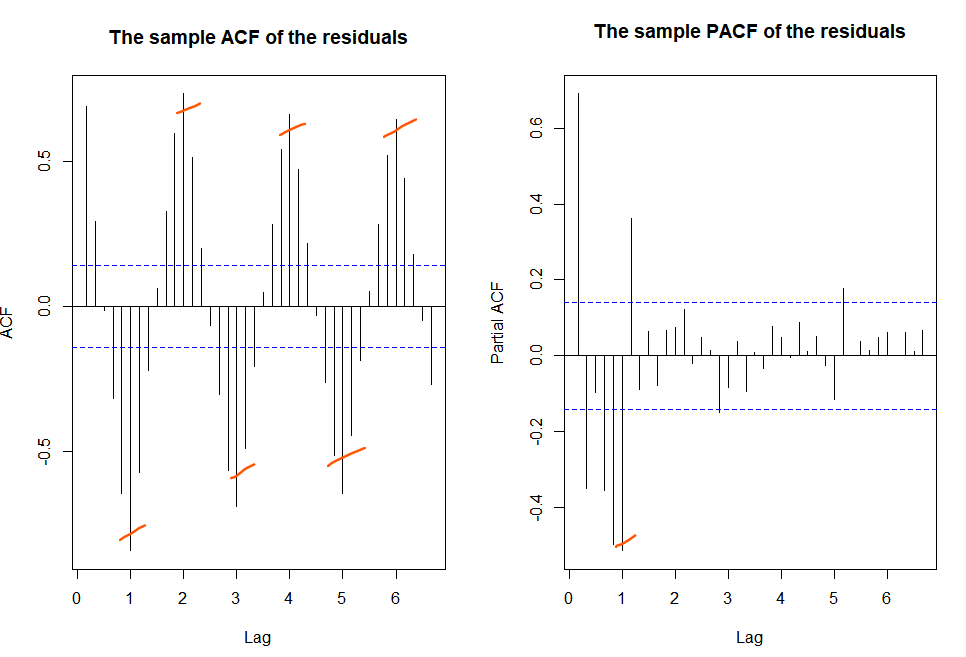 The sample ACF of the residuals
ACF
0.5
0.0
-0.5
0 1 2 3 4 5 6
Lag
The sample PACF of the residuals
Partial ACF
0.6
0.4
0.2
0.0
-0.2
-0.4
0 1 2 3 4 5 6
Lag